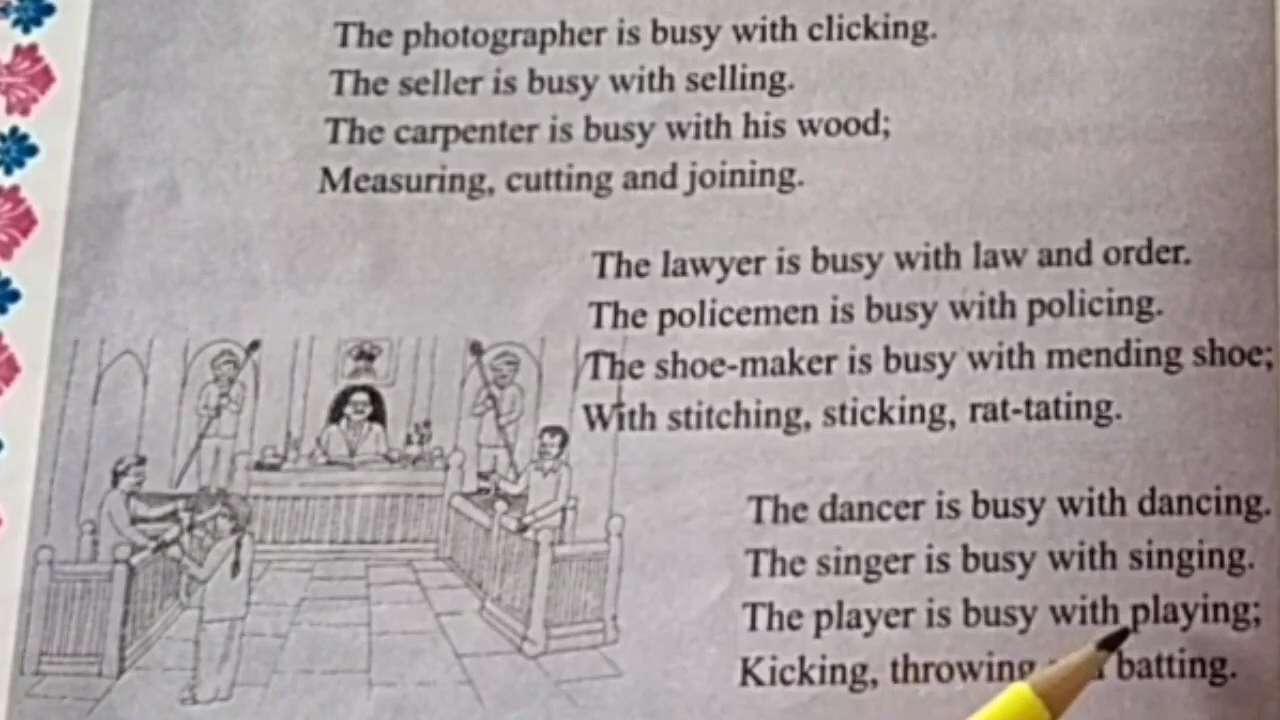 The photographer is busy with clicking.
The seller is busy with selling.
The carpenter is busy with his wood;
Measuring, cutting and joining.
The lawyer is busy with law and order.
The policemen is busy with policing.
The shoe-maker is busy with mending shoe;
With stitching, sticking, rat-tating.
The dancer is busy with dancing.
The singer is busy with singing.
The player is busy with playing;
Kicking, throwing batting.